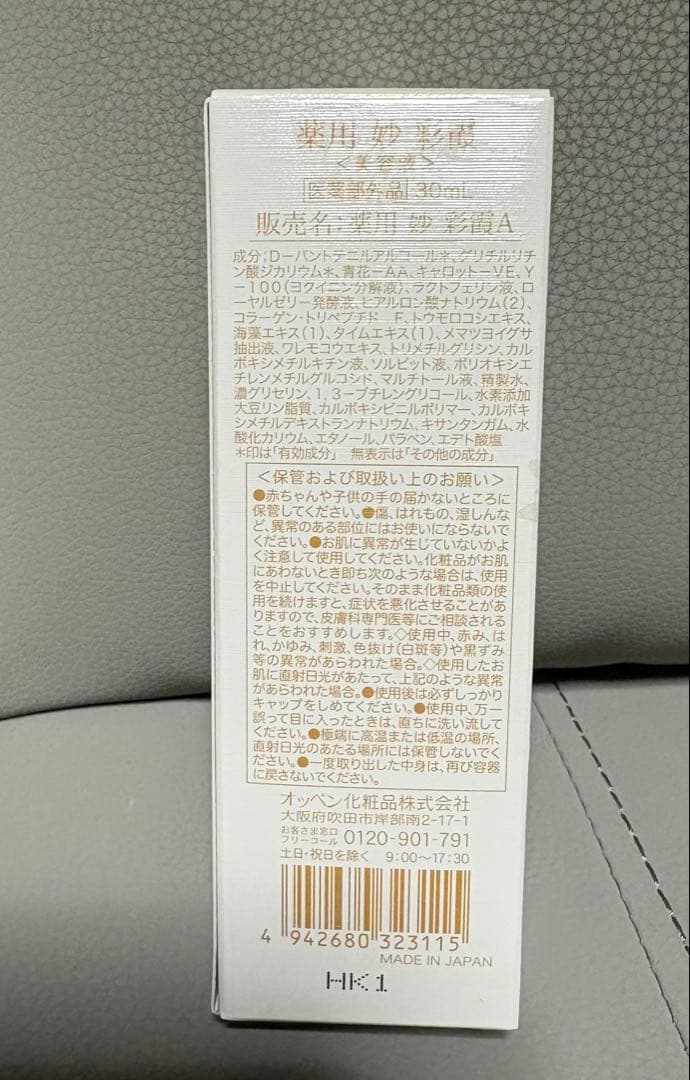 薬用 妙 彩霞
<美容液>
医薬部外品 30mL
販売名:薬用 妙 彩霞A
成分:D-パントテニルアルコール*、グリチルリチ
ン酸ジカリウム*、青花-AA、キャロット-VE、Y
-100(ヨクイニン分解液)、ラクトフェリン液、ロ
ーヤルゼリー発酵液、ヒアルロン酸ナトリウム(2)、
コラーゲン・トリペプチド F、トウモロコシエキス、
海藻エキス(1)、タイムエキス(1)、メマツヨイグサ
抽出液、ワレモコウエキス、トリメチルグリシン、カル
ボキシメチルキチン液、ソルビット液、ポリオキシエ
チレンメチルグルコシド、マルチトール液、精製水、
濃グリセリン、1,3-ブチレングリコール、水素添加
大豆リン脂質、カルボキシビニルポリマー、カルボキ
シメチルデキストランナトリウム、キサンタンガム、水
酸化カリウム、エタノール、パラベン、エデト酸塩
*印は「有効成分」 無表示は「その他の成分」
<保管および取扱い上のお願い>
●赤ちゃんや子供の手の届かないところに
保管してください。●傷、はれもの、湿しんな
ど、異常のある部位にはお使いにならないで
ください。●お肌に異常が生じていないかよ
く注意して使用してください。化粧品がお肌
にあわないとき即ち次のような場合は、使用
を中止してください。そのまま化粧品類の使
用を続けますと、症状を悪化させることがあ
りますので、皮膚科専門医等にご相談される
ことをおすすめします。◇使用中、赤み、は
れ、かゆみ、刺激、色抜け(白斑等)や黒ずみ
等の異常があらわれた場合。◇使用したお
肌に直射日光があたって、上記のような異常
があらわれた場合。●使用後は必ずしっかり
キャップをしめてください。●使用中、万一
誤って目に入ったときは、直ちに洗い流して
ください。●極端に高温または低温の場所、
直射日光のあたる場所には保管しないでく
ださい。●一度取り出した中身は、再び容器
に戻さないでください。
オッペン化粧品株式会社
大阪府吹田市岸部南2-17-1
お客さま窓口
フリーコール 0120-901-791
土日・祝日を除く 9:00〜17:30
4 942680 323115
MADE IN JAPAN
HK1